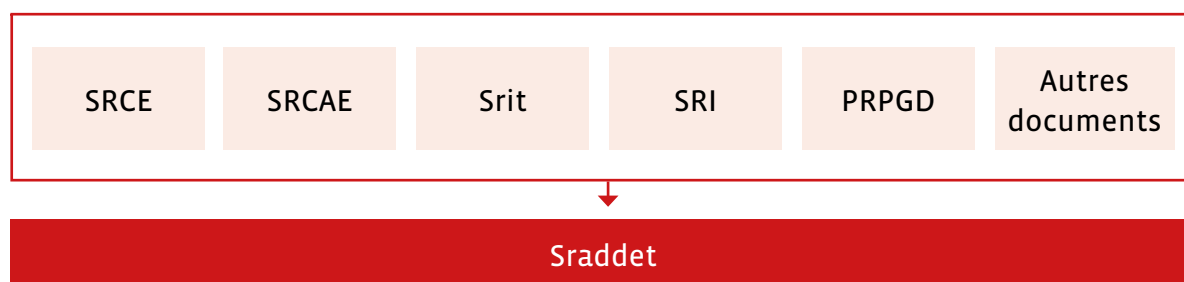 SRCE
SRCAE
Srit
SRI
PRPGD
Autres
documents
Sraddet